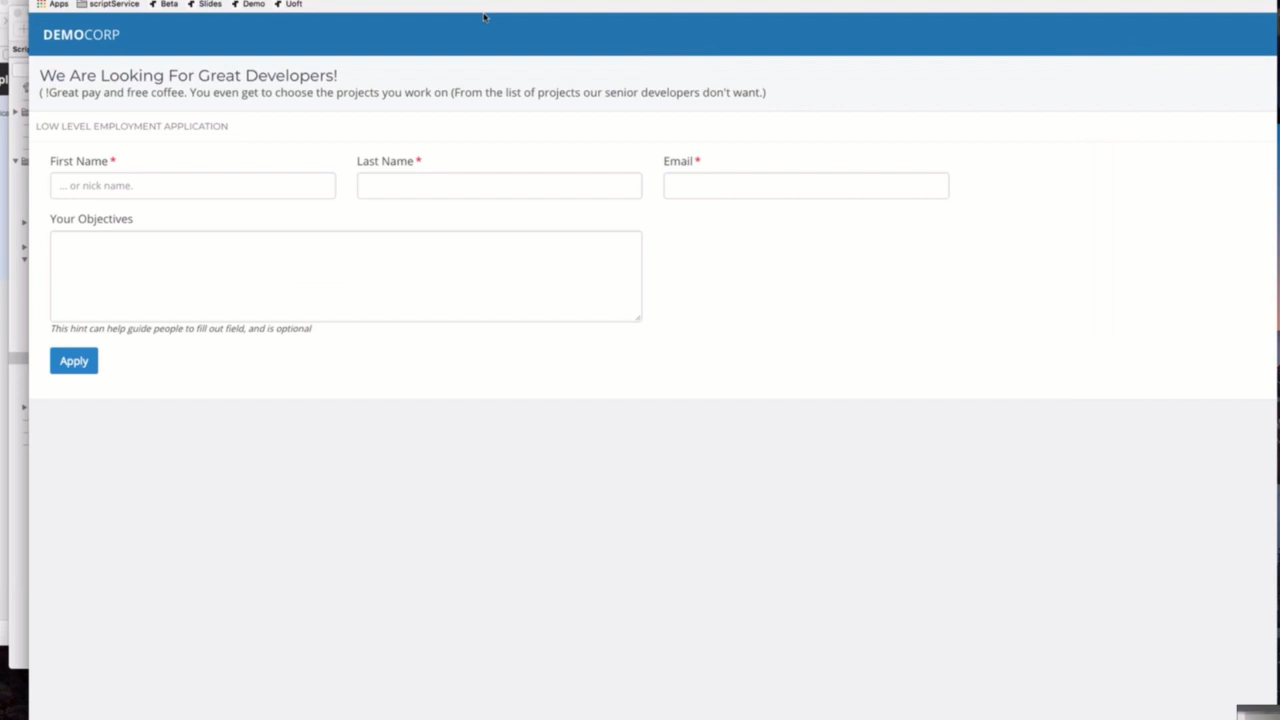 Apps scriptService Beta Slides Demo Uoft
DEMOCORP
We Are Looking For Great Developers!
( !Great pay and free coffee. You even get to choose the projects you work on (From the list of projects our senior developers don't want.)
LOW LEVEL EMPLOYMENT APPLICATION
First Name * Last Name * Email *
... or nick name.
Your Objectives
This hint can help guide people to fill out field, and is optional
Apply